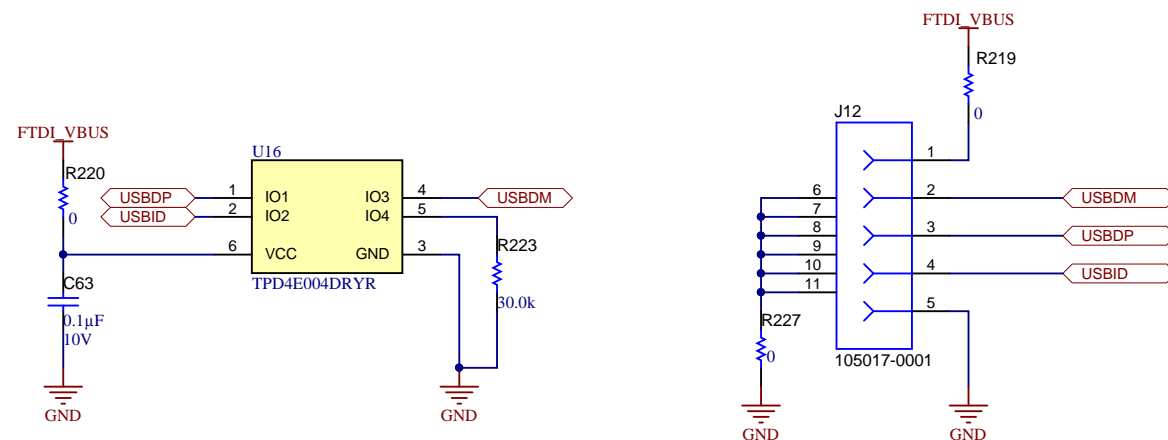 FTDI_VBUS
R220
0
C63
0.1µF
10V
GND
U16
USBDP
1
IO1
IO3
4
USBDM
USBID
2
IO2
IO4
5
6
VCC
GND
3
TPD4E004DRYR
R223
30.0k
GND
FTDI_VBUS
R219
0
J12
1
6
2
USBDM
7
8
3
USBDP
9
10
4
USBID
11
5
R227
0
105017-0001
GND
GND